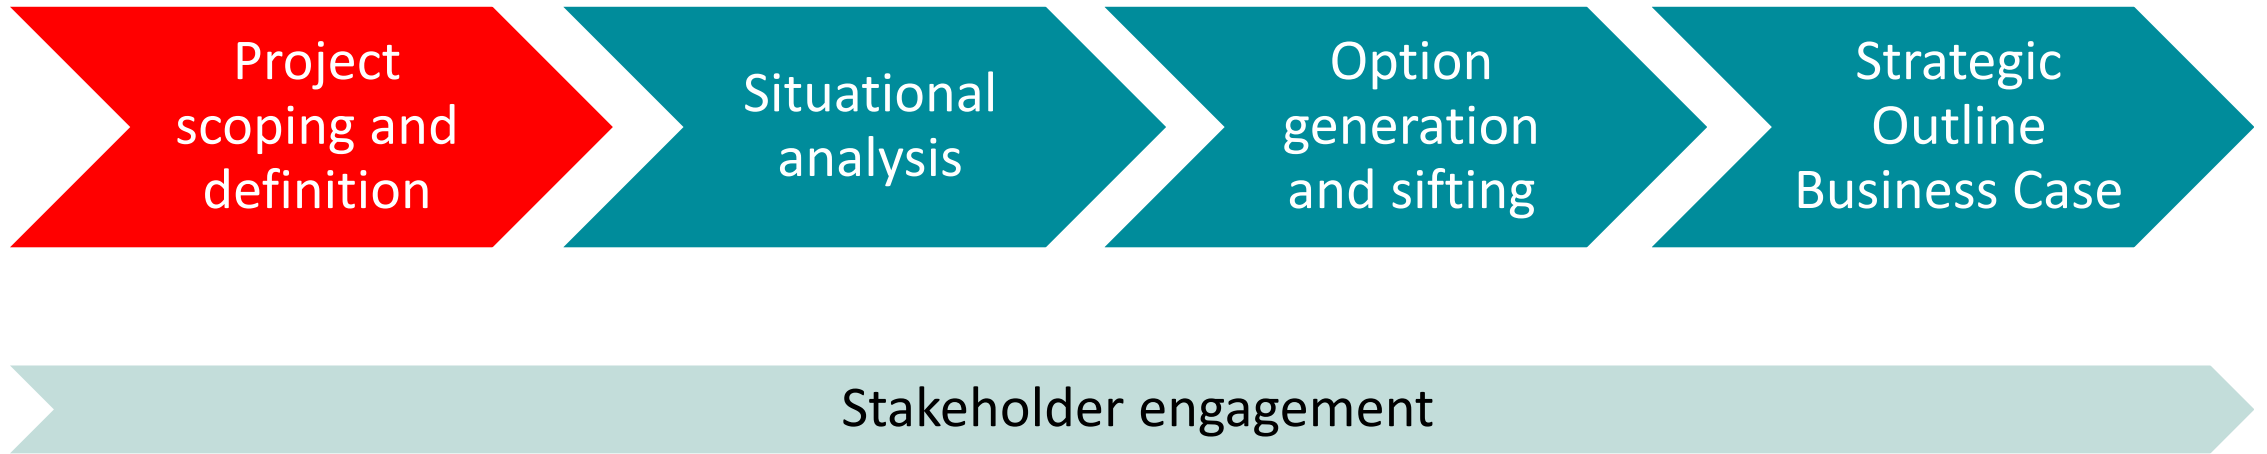 Project
scoping and
definition
Situational
analysis
Option
generation
and sifting
Strategic
Outline
Business Case
Stakeholder engagement